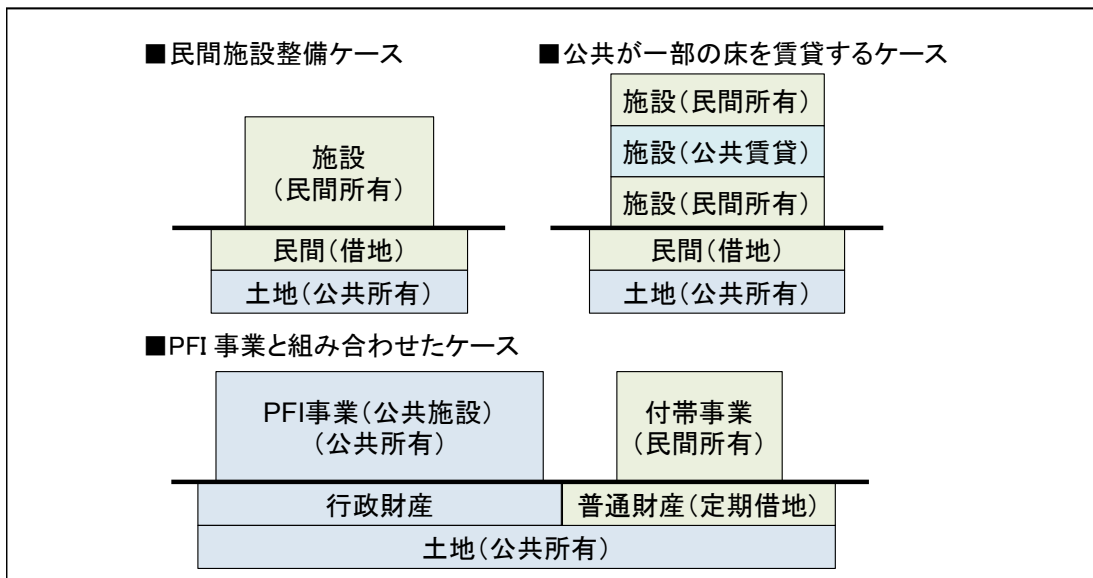 ■民間施設整備ケース
施設
(民間所有)
民間(借地)
土地(公共所有)
■公共が一部の床を賃貸するケース
施設(民間所有)
施設(公共賃貸)
施設(民間所有)
民間(借地)
土地(公共所有)
■PFI 事業と組み合わせたケース
PFI事業(公共施設)
(公共所有)
付帯事業
(民間所有)
行政財産
普通財産(定期借地)
土地(公共所有)